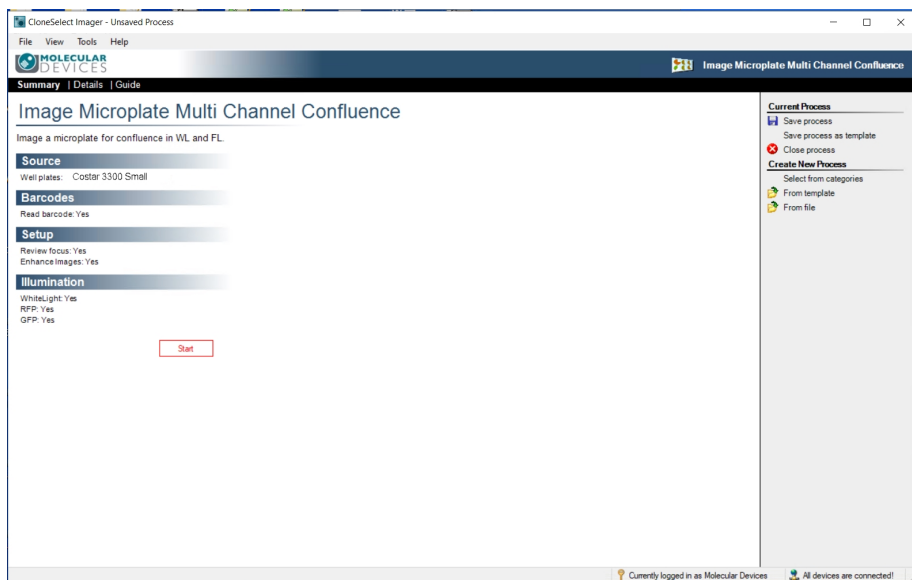 CloneSelect Imager - Unsaved Process
File View Tools Help
MOLECULAR
DEVICES
Image Microplate Multi Channel Confluence
Summary | Details | Guide
Image Microplate Multi Channel Confluence
Image a microplate for confluence in WL and FL.
Source
Well plates: Costar 3300 Small
Barcodes
Read barcode: Yes
Setup
Review focus: Yes
Enhance Images: Yes
Illumination
WhiteLight: Yes
RFP: Yes
GFP: Yes
Start
Current Process
Save process
Save process as template
Close process
Create New Process
Select from categories
From template
From file
Currently logged in as Molecular Devices
All devices are connected!